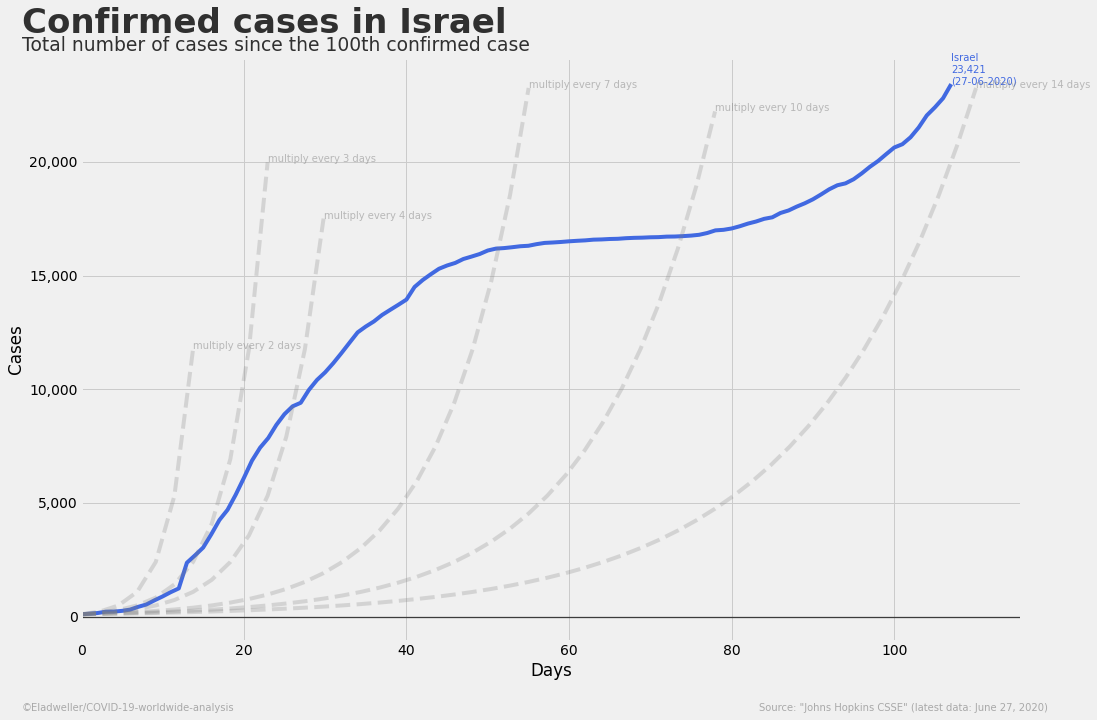 Confirmed cases in Israel
Total number of cases since the 100th confirmed case
Israel
23,421
(27-06-2020)
multiply every 14 days
multiply every 7 days
multiply every 10 days
multiply every 3 days
multiply every 4 days
multiply every 2 days
20,000
15,000
10,000
5,000
0
Cases
0 20 40 60 80 100
Days
©Eladweller/COVID-19-worldwide-analysis
Source: "Johns Hopkins CSSE" (latest data: June 27, 2020)